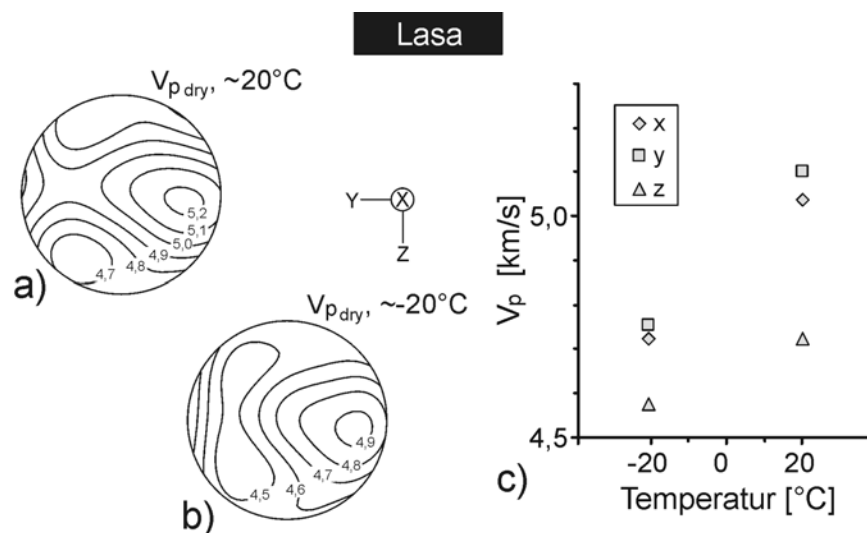 Lasa
Vp dry, ~20°C
5,2
5,1
5,0
4,9
4,8
4,7
a)
Y X
Z
Vp dry, ~-20°C
4,9
4,8
4,7
4,6
4,5
b)
x
y
z
Vp [km/s]
5,0
4,5
-20 0 20
Temperatur [°C]
c)